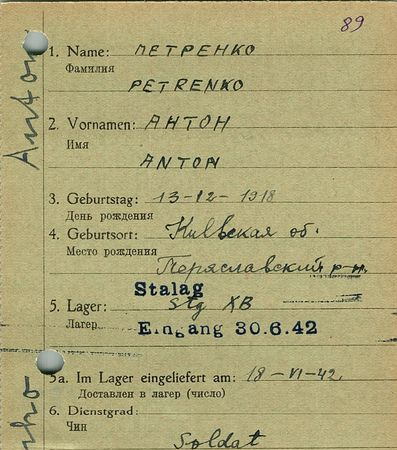 89
Anton
1. Name: ПЕТРЕНКО
Фамилия
PETRENKO
2. Vornamen: АНТОН
Имя
ANTON
3. Geburtstag: 13-12-1918
День рождения
4. Geburtsort: Киевская об.
Место рождения
Переяславский р-н.
Stalag
5. Lager: Stg XB
Лагер
Eingang 30.6.42
5a. Im Lager eingeliefert am: 18-VI-42.
Доставлен в лагер (число)
6. Dienstgrad:
Чин
Soldat